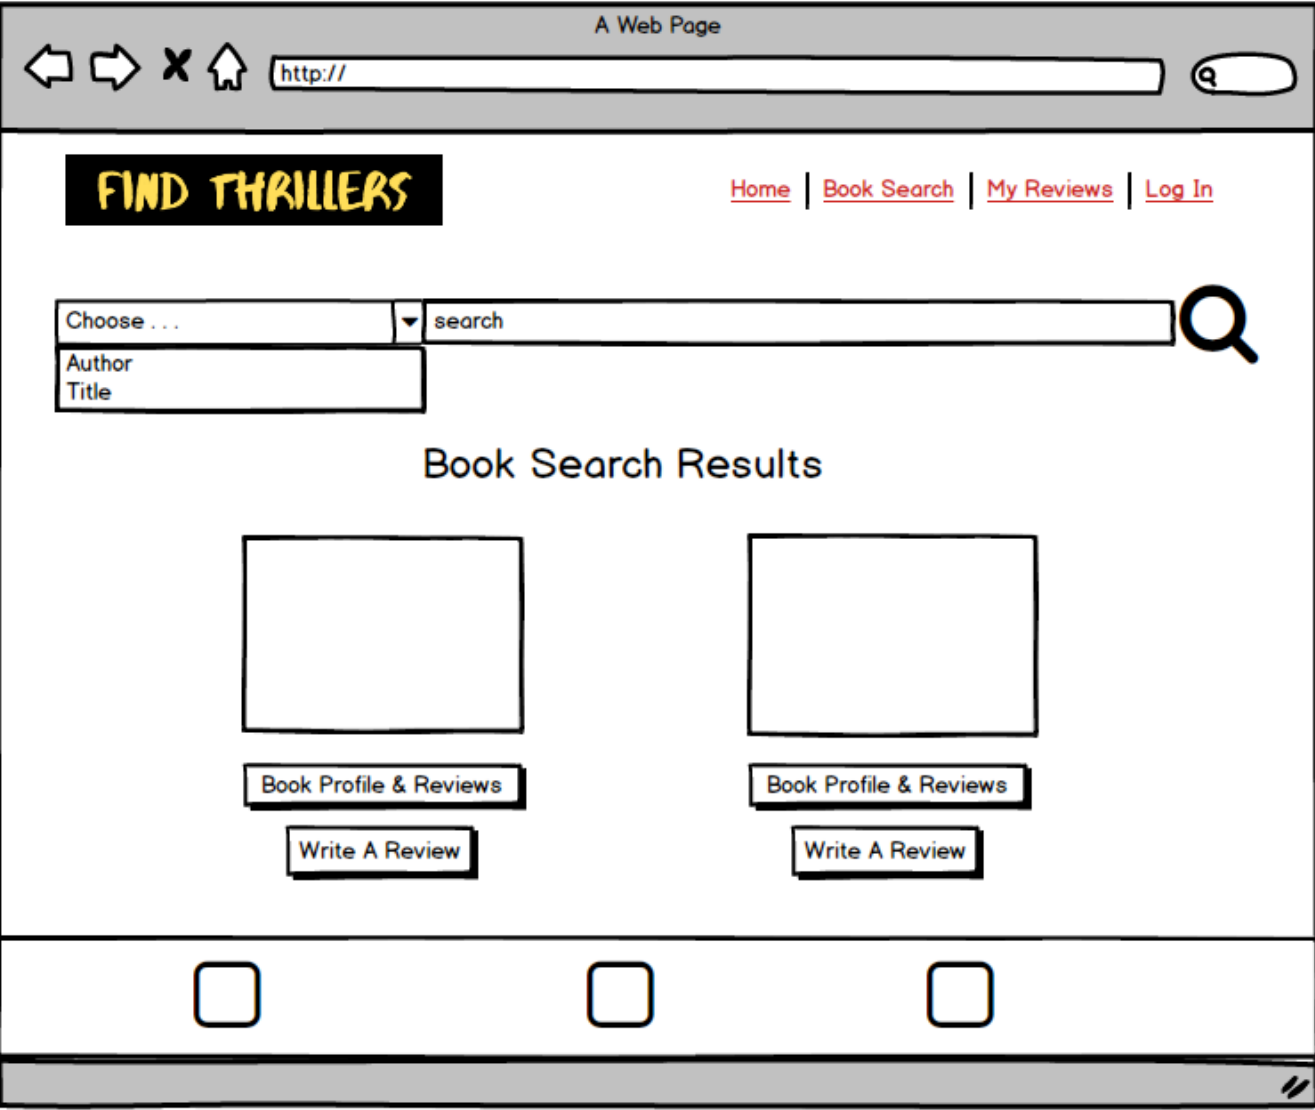 A Web Page
http://
FIND THRILLERS
Home | Book Search | My Reviews | Log In
Choose . . .
search
Author
Title
Book Search Results
Book Profile & Reviews
Book Profile & Reviews
Write A Review
Write A Review